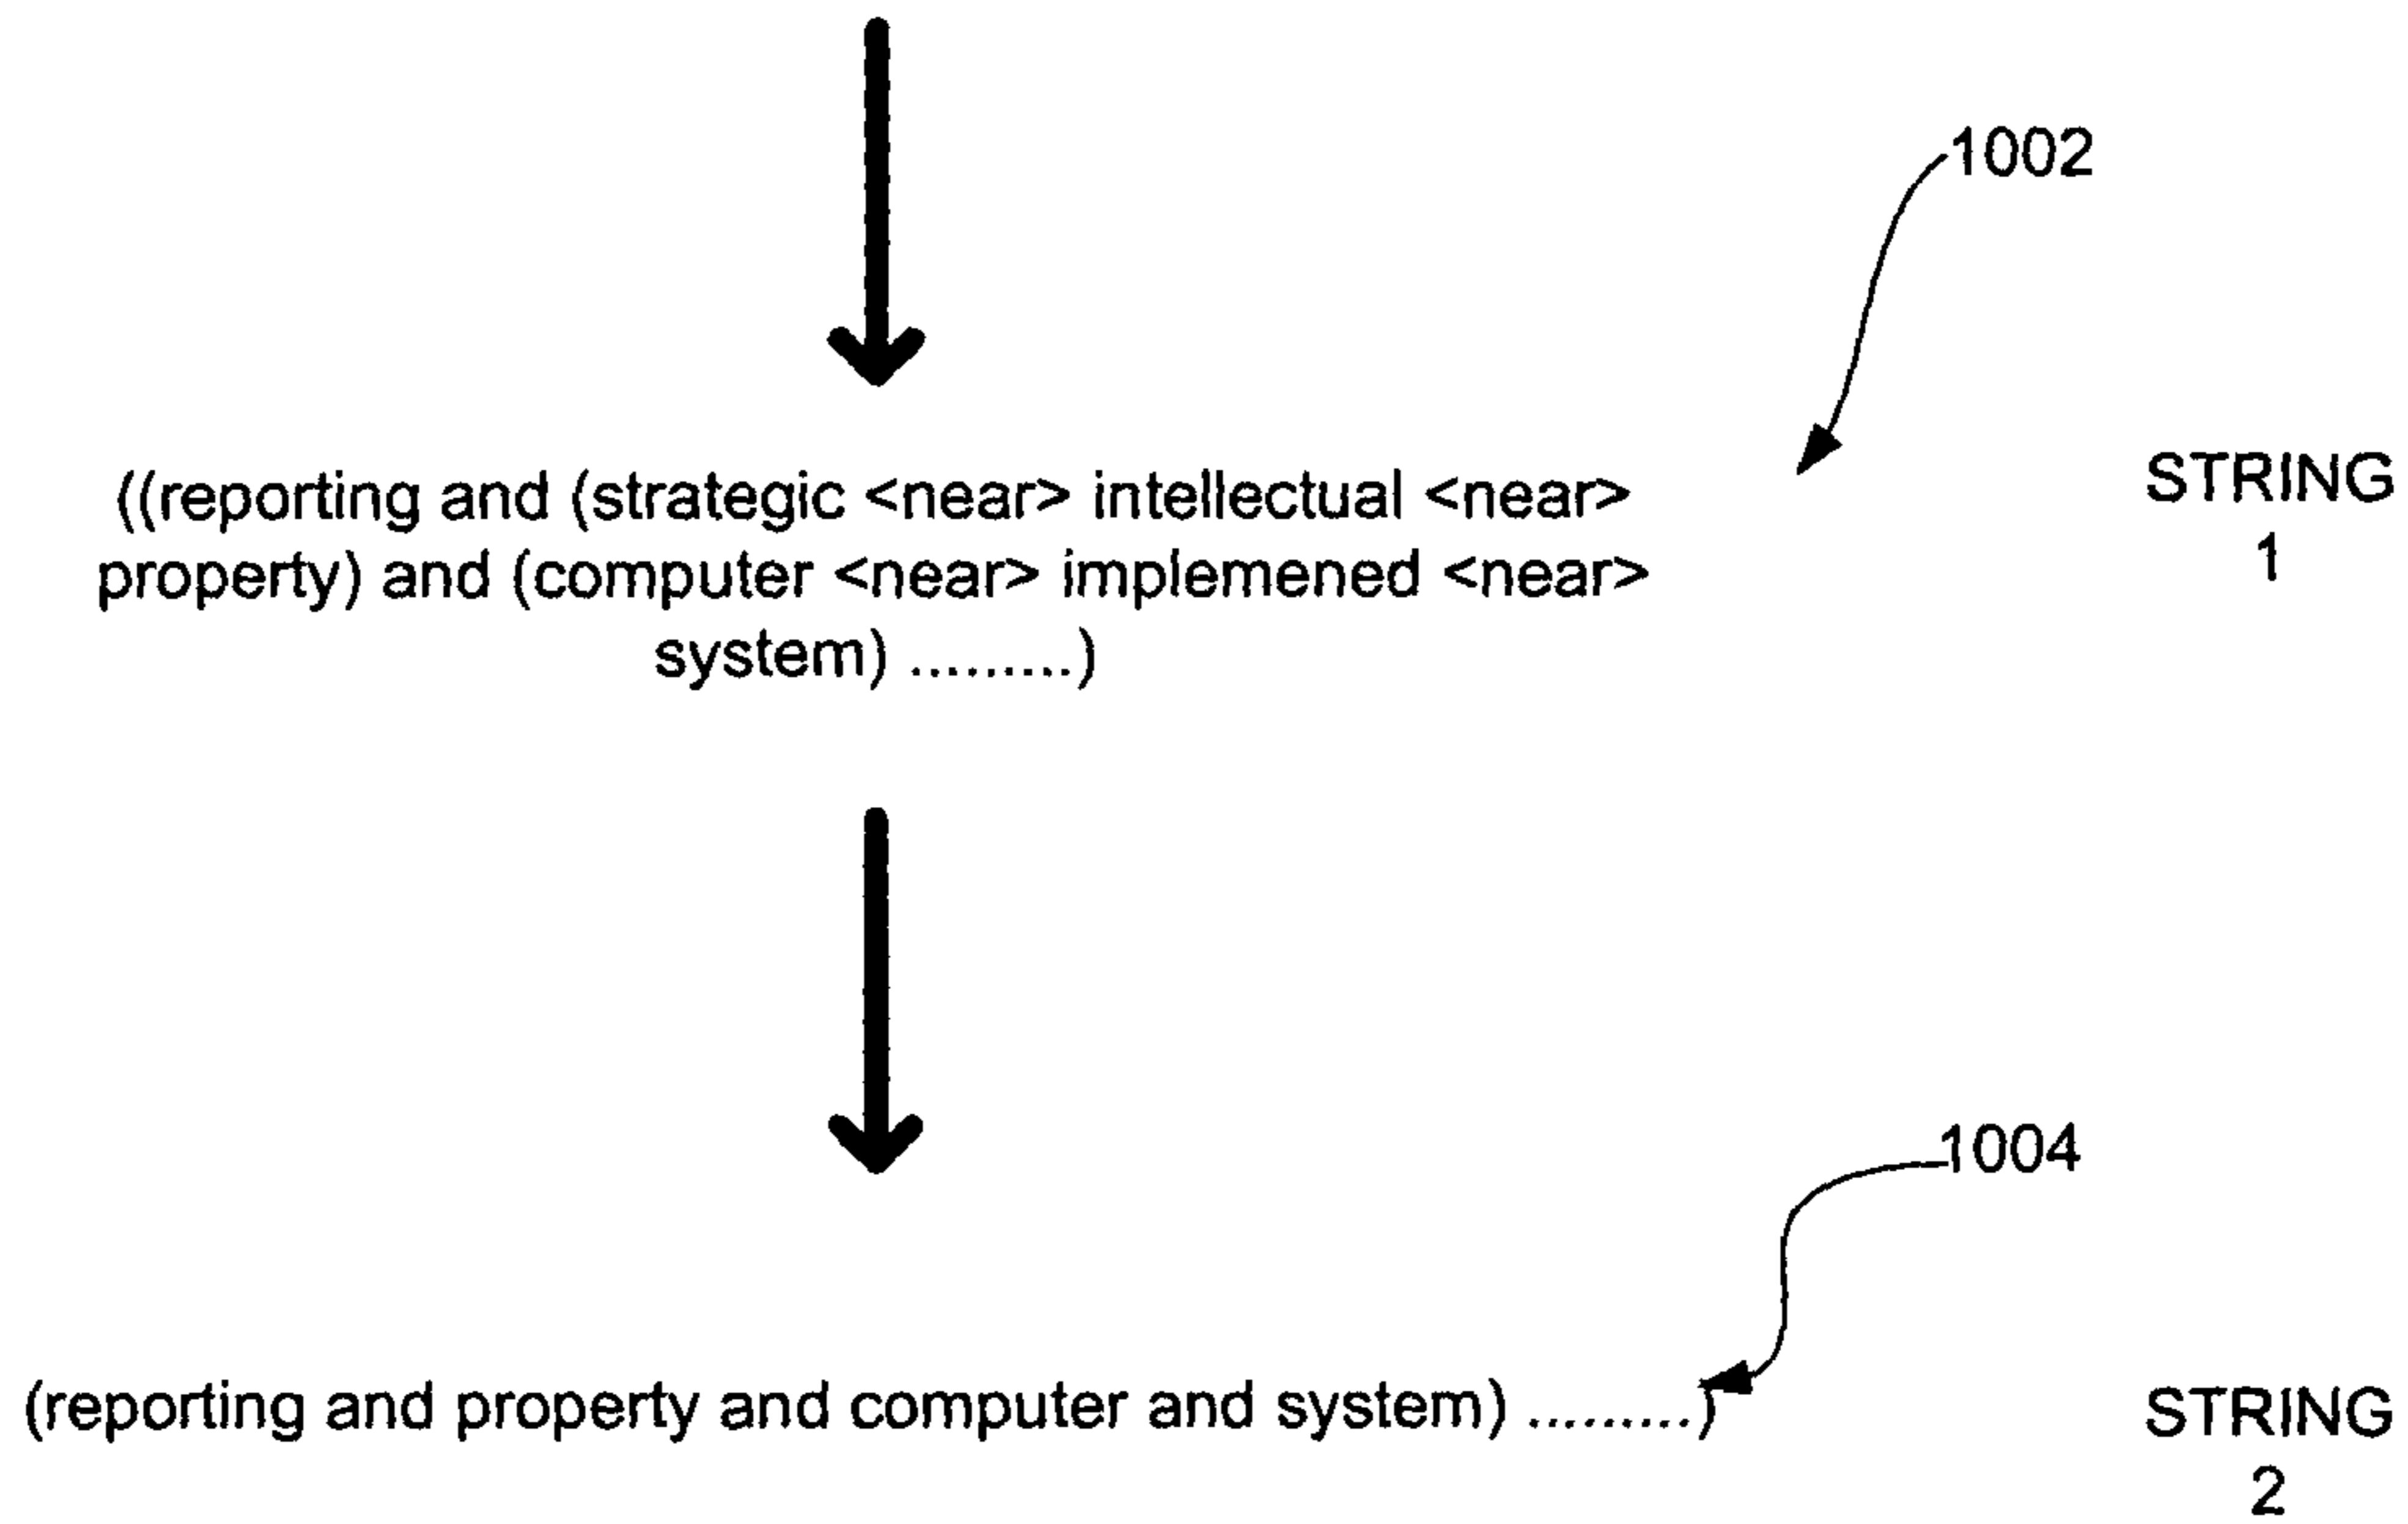 1002
((reporting and (strategic <near> intellectual <near>
property) and (computer <near> implemened <near>
system) .........)
STRING
1
1004
(reporting and property and computer and system) .........)
STRING
2